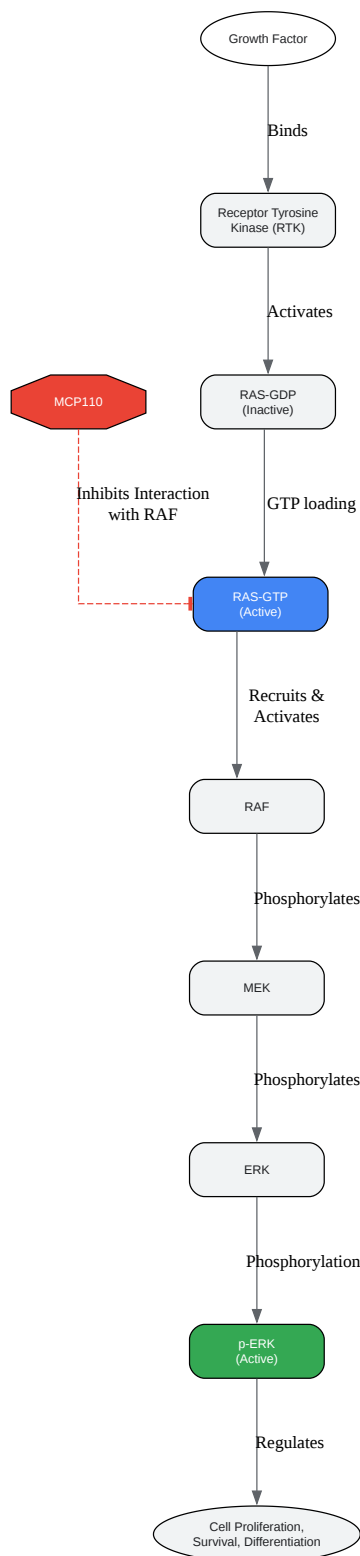 Growth Factor
Binds
Receptor Tyrosine
Kinase (RTK)
Activates
MCP110
RAS-GDP
(Inactive)
Inhibits Interaction
with RAF
GTP loading
RAS-GTP
(Active)
Recruits &
Activates
RAF
Phosphorylates
MEK
Phosphorylates
ERK
Phosphorylation
p-ERK
(Active)
Regulates
Cell Proliferation,
Survival, Differentiation